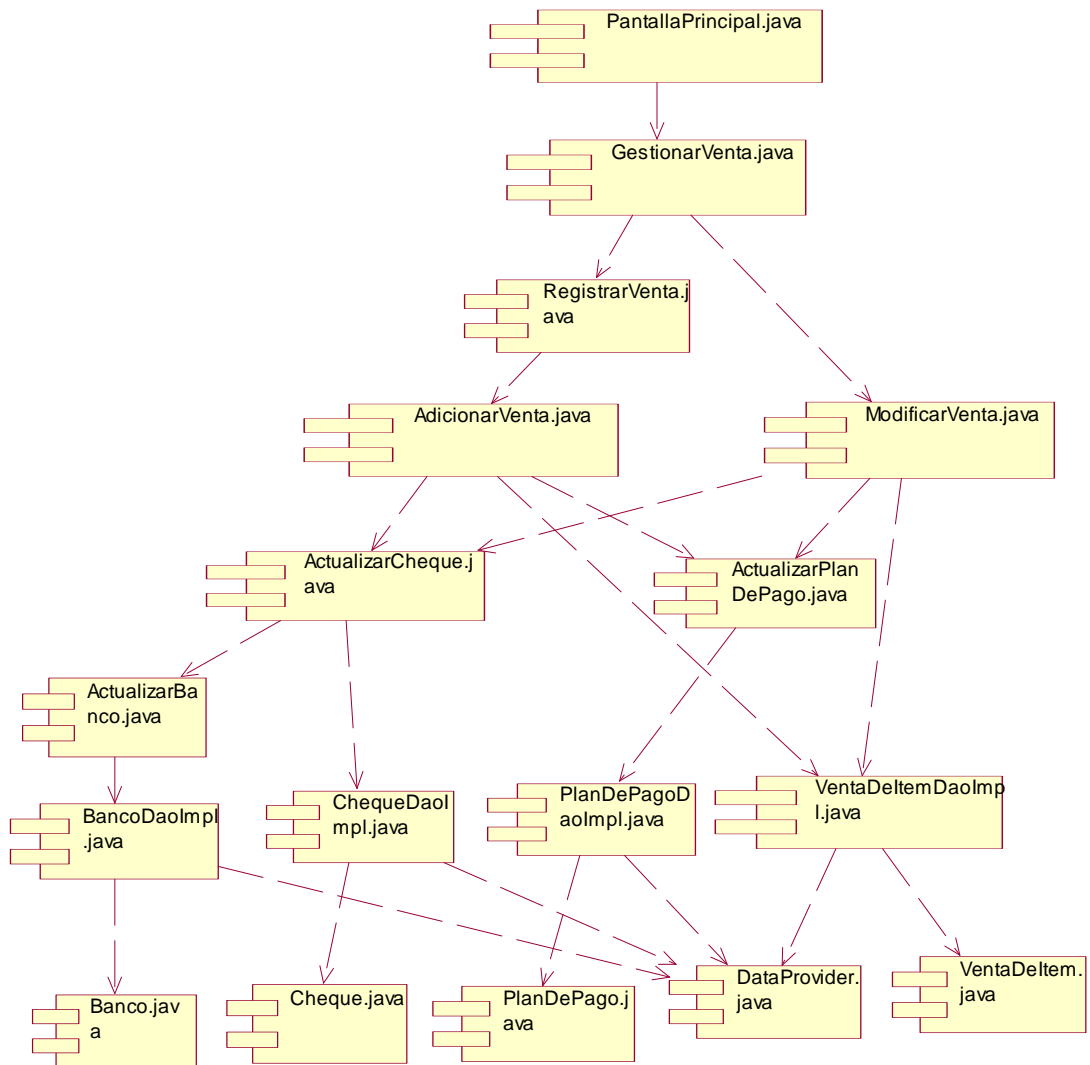 PantallaPrincipal.java
GestionarVenta.java
RegistrarVenta.j
ava
AdicionarVenta.java
ModificarVenta.java
ActualizarCheque.j
ava
ActualizarPlan
DePago.java
ActualizarBa
nco.java
BancoDaoImpl
.java
ChequeDaoI
mpl.java
PlanDePagoD
aoImpl.java
VentaDeItemDaoImp
l.java
Banco.jav
a
Cheque.java
PlanDePago.j
ava
DataProvider.
java
VentaDeItem.
java